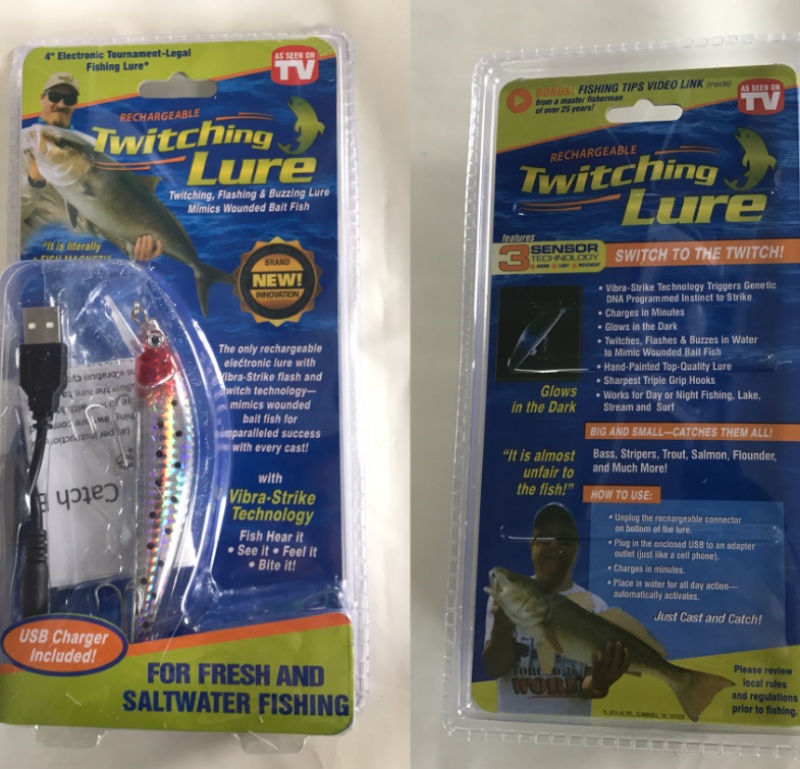 4" Electronic Tournament-Legal
Fishing Lure*
AS SEEN ON
TV
RECHARGEABLE
Twitching
Lure
Twitching, Flashing & Buzzing Lure
Mimics Wounded Bait Fish
"It is literally
FISH MAGNETIC
BRAND
NEW!
INNOVATION
The only rechargeable
electronic lure with
Vibra-Strike flash and
twitch technology—
mimics wounded
bait fish for
unparalleled success
with every cast!
with
Vibra-Strike
Technology
Fish Hear it
• See it • Feel it
• Bite it!
Catch
USB Charger
Included!
FOR FRESH AND
SALTWATER FISHING
BONUS! FISHING TIPS VIDEO LINK (inside)
from a master fisherman
of over 25 years!
AS SEEN ON
TV
RECHARGEABLE
Twitching
Lure
features
3 SENSOR
TECHNOLOGY
SOUND LIGHT MOVEMENT
SWITCH TO THE TWITCH!
• Vibra-Strike Technology Triggers Genetic
DNA Programmed Instinct to Strike
• Charges in Minutes
• Glows in the Dark
• Twitches, Flashes & Buzzes in Water
to Mimic Wounded Bait Fish
• Hand-Painted Top-Quality Lure
• Sharpest Triple Grip Hooks
• Works for Day or Night Fishing, Lake,
Stream and Surf
Glows
in the Dark
BIG AND SMALL—CATCHES THEM ALL!
Bass, Stripers, Trout, Salmon, Flounder,
and Much More!
"It is almost
unfair to
the fish!"
HOW TO USE:
• Unplug the rechargeable connector
on bottom of the lure.
• Plug in the enclosed USB to an adapter
outlet (just like a cell phone).
• Charges in minutes.
• Place in water for all day action—
automatically activates.
Just Cast and Catch!
Please review
local rules
and regulations
prior to fishing.